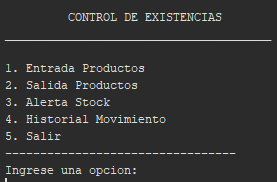 CONTROL DE EXISTENCIAS
1. Entrada Productos
2. Salida Productos
3. Alerta Stock
4. Historial Movimiento
5. Salir
---------------------------------
Ingrese una opcion: